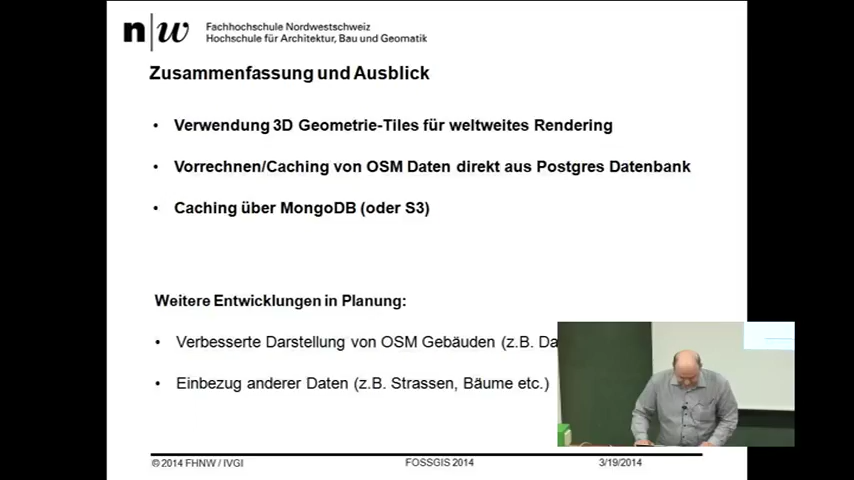 n w Fachhochschule Nordwestschweiz
Hochschule für Architektur, Bau und Geomatik
Zusammenfassung und Ausblick
• Verwendung 3D Geometrie-Tiles für weltweites Rendering
• Vorrechnen/Caching von OSM Daten direkt aus Postgres Datenbank
• Caching über MongoDB (oder S3)
Weitere Entwicklungen in Planung:
• Verbesserte Darstellung von OSM Gebäuden (z.B. Da
• Einbezug anderer Daten (z.B. Strassen, Bäume etc.)
©2014 FHNW / IVGI FOSSGIS 2014 3/19/2014